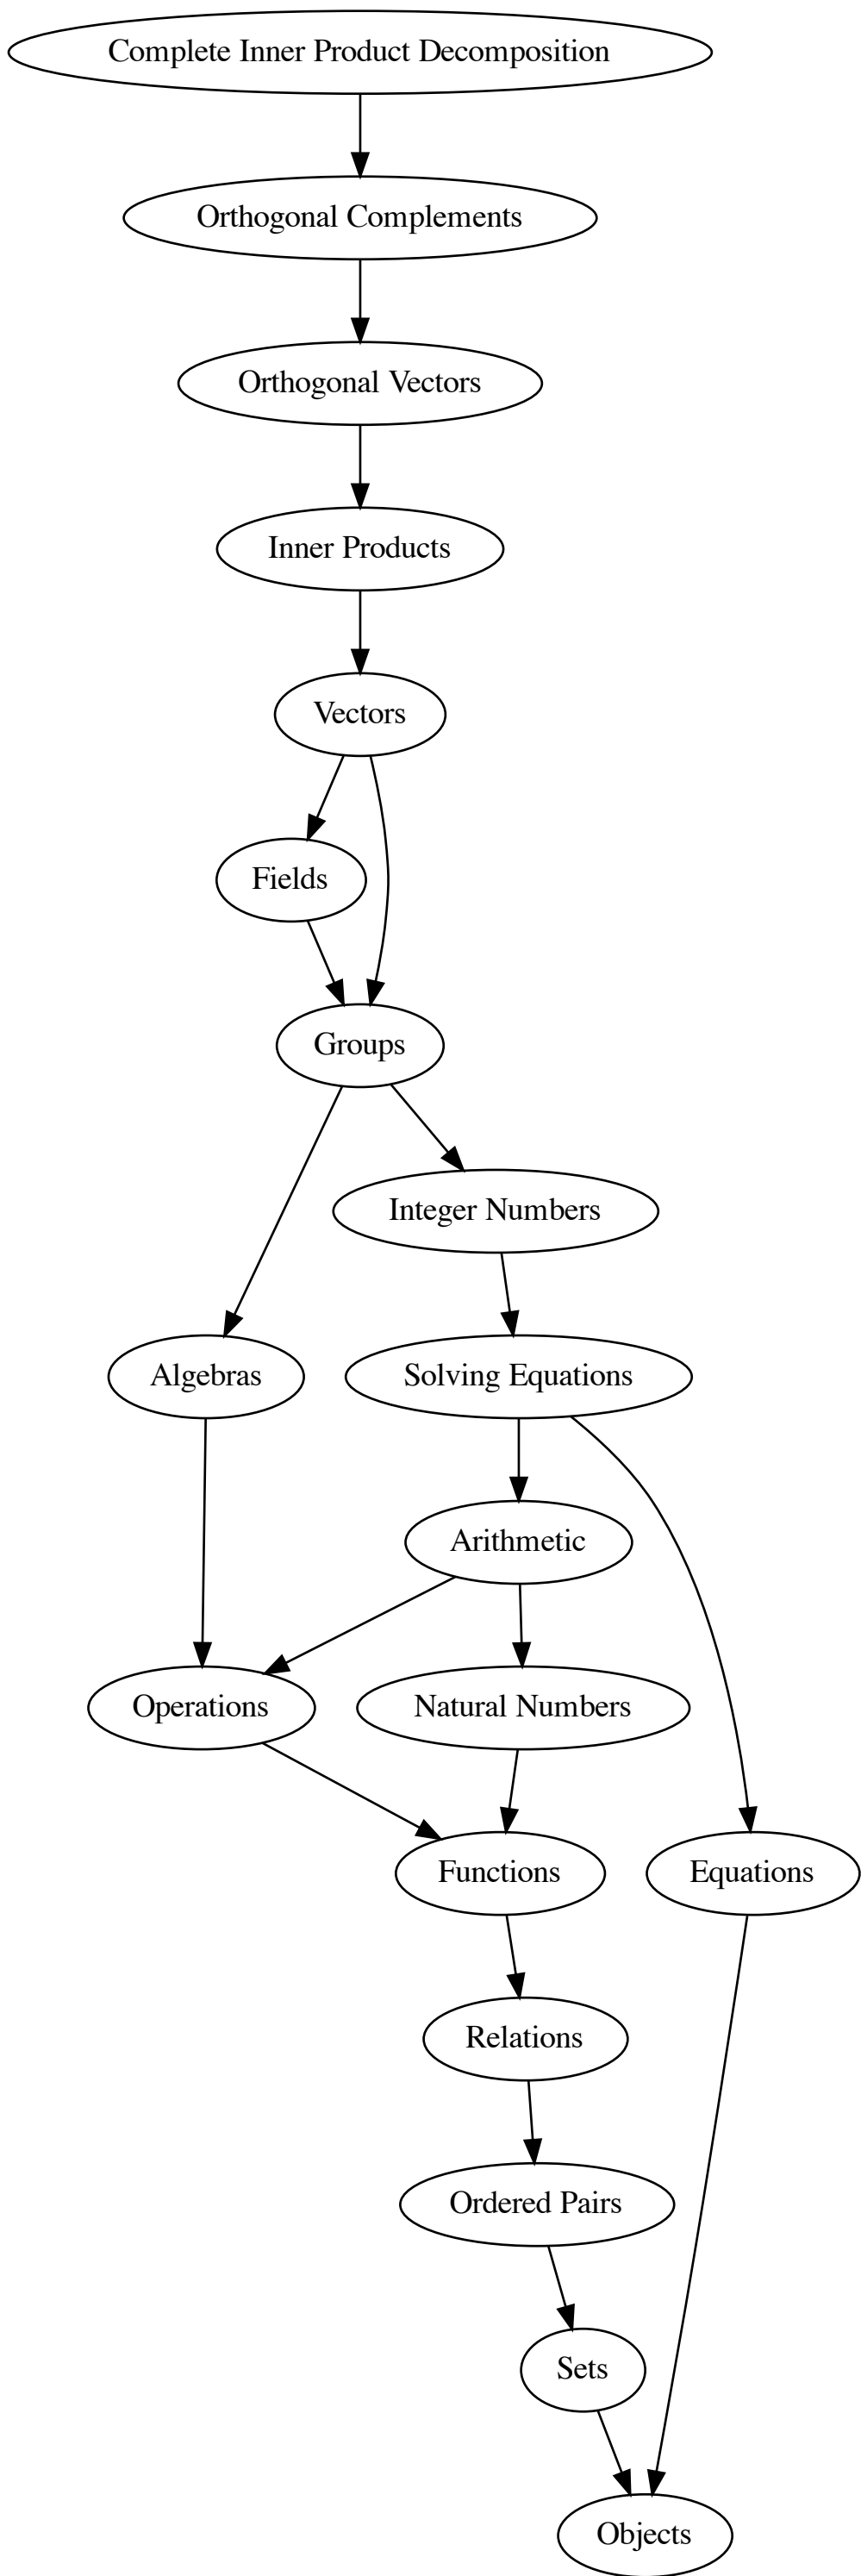 Complete Inner Product Decomposition
Orthogonal Complements
Orthogonal Vectors
Inner Products
Vectors
Fields
Groups
Integer Numbers
Algebras
Solving Equations
Arithmetic
Operations
Natural Numbers
Functions
Equations
Relations
Ordered Pairs
Sets
Objects